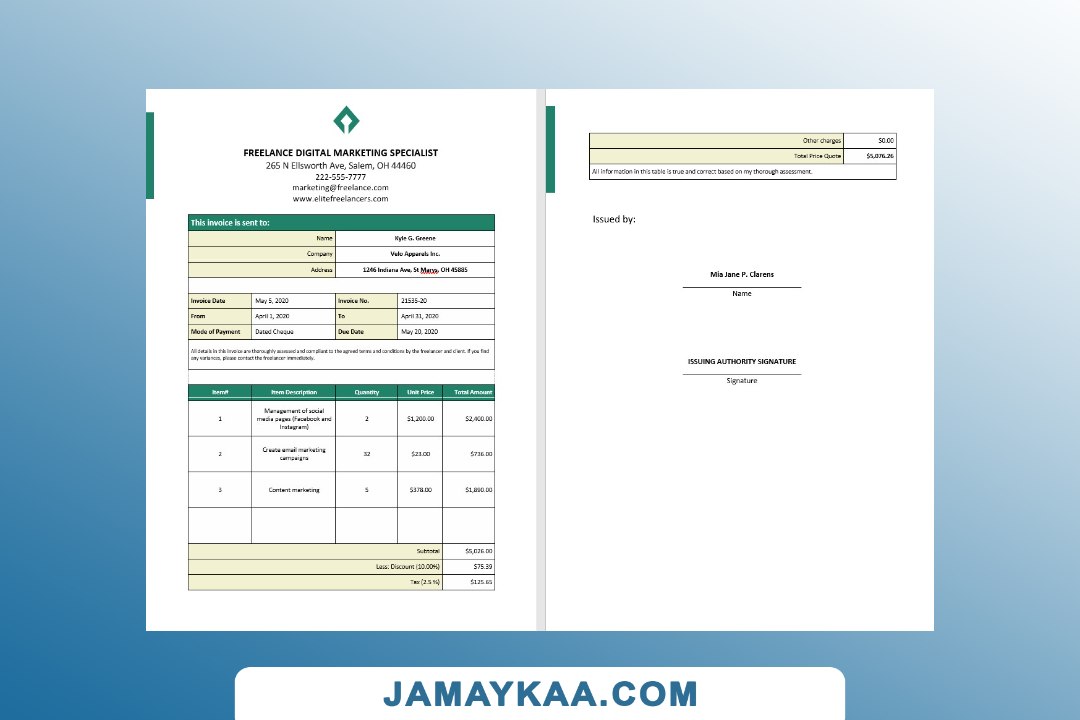 FREELANCE DIGITAL MARKETING SPECIALIST
265 N Ellsworth Ave, Salem, OH 44460
222-555-7777
marketing@freelance.com
www.elitefreelancers.com
This invoice is sent to:
Name Kyle G. Greene
Company Velo Apparels Inc.
Address 1246 Indiana Ave, St Marys, OH 45885
Invoice Date May 5, 2020 Invoice No. 21535-20
From April 1, 2020 To April 31, 2020
Mode of Payment Dated Cheque Due Date May 20, 2020
All details in this invoice are thoroughly assessed and compliant to the agreed terms and conditions by the freelancer and client. If you find
any variances, please contact the freelancer immediately.
Item# Item Description Quantity Unit Price Total Amount
1 Management of social media pages (Facebook and Instagram) 2 $1,200.00 $2,400.00
2 Create email marketing campaigns 32 $23.00 $736.00
3 Content marketing 5 $378.00 $1,890.00
Subtotal $5,026.00
Less: Discount (10.00%) $75.39
Tax (2.5 %) $125.65
Other charges $0.00
Total Price Quote $5,076.26
All information in this table is true and correct based on my thorough assessment.
Issued by:
Mia Jane P. Clarens
Name
ISSUING AUTHORITY SIGNATURE
Signature
JAMAYKAA.COM